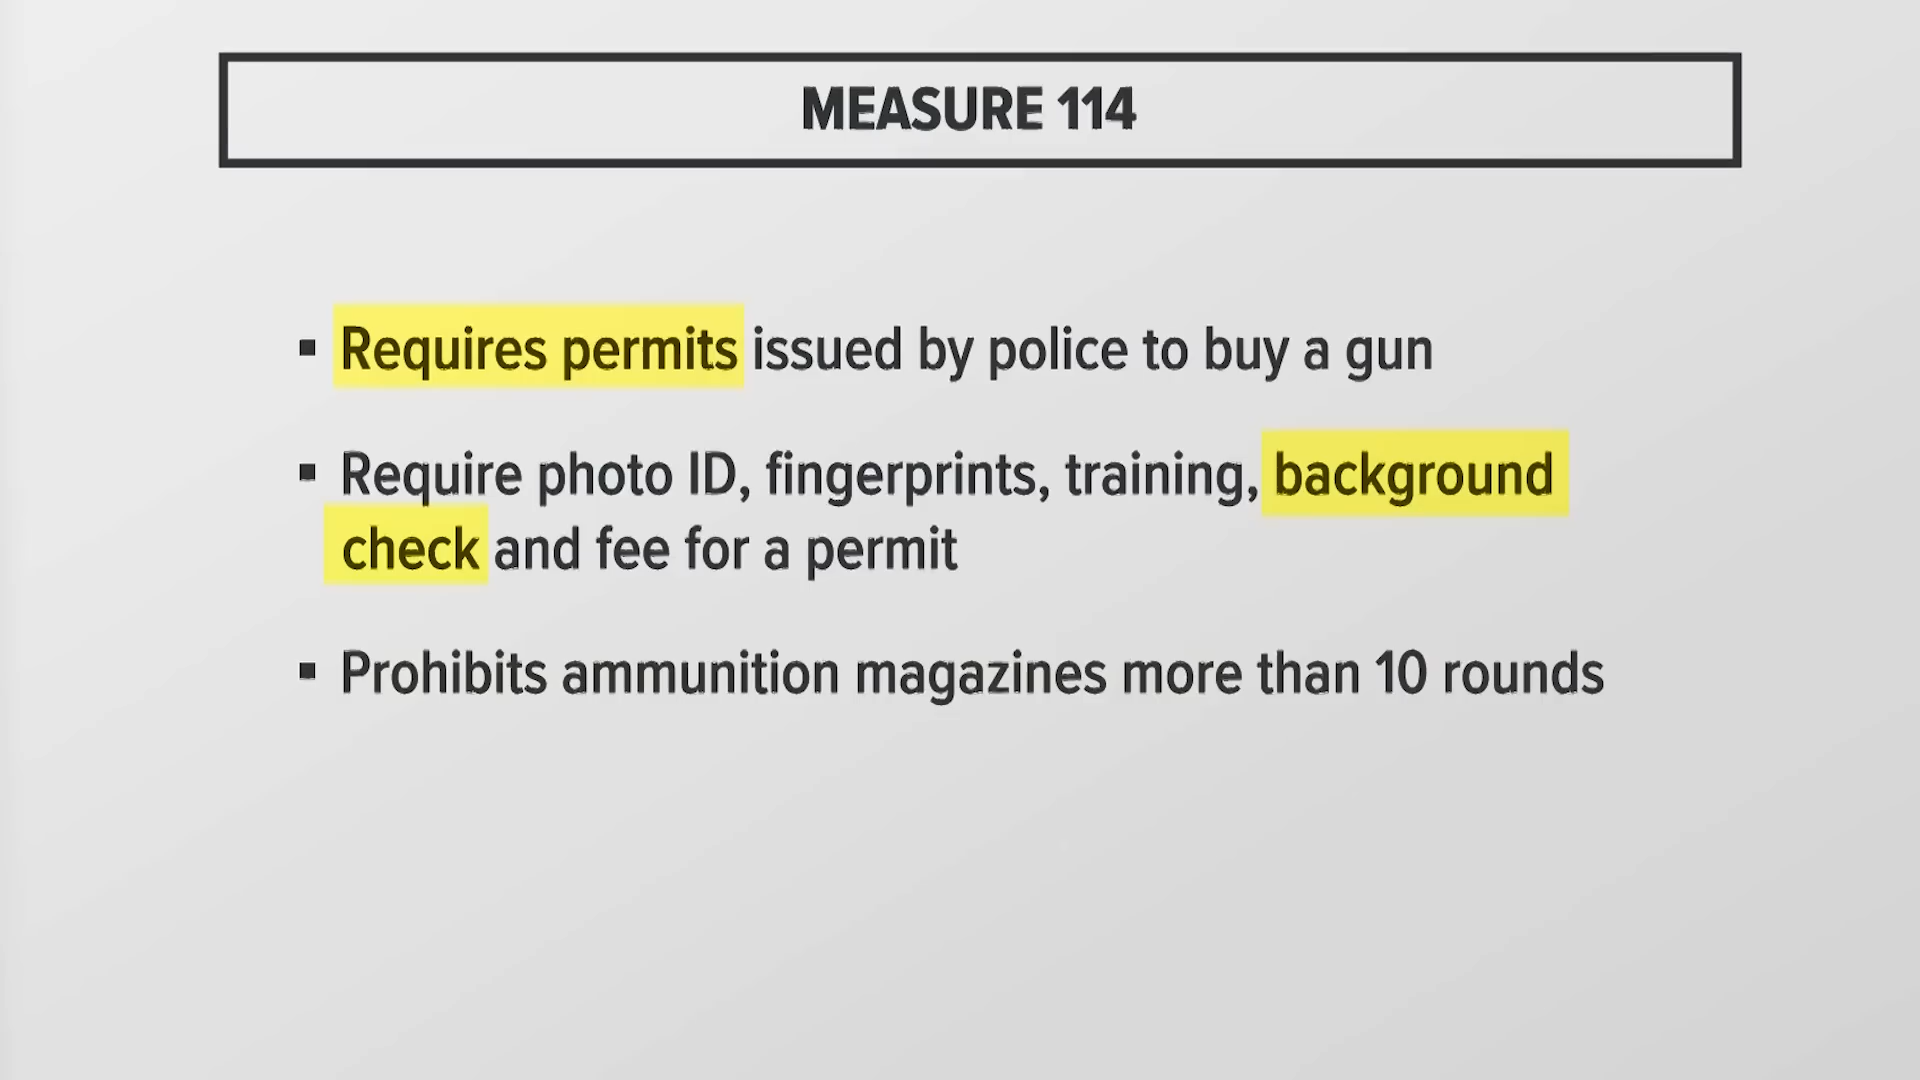 MEASURE 114
▪ Requires permits issued by police to buy a gun
▪ Require photo ID, fingerprints, training, background
check and fee for a permit
▪ Prohibits ammunition magazines more than 10 rounds